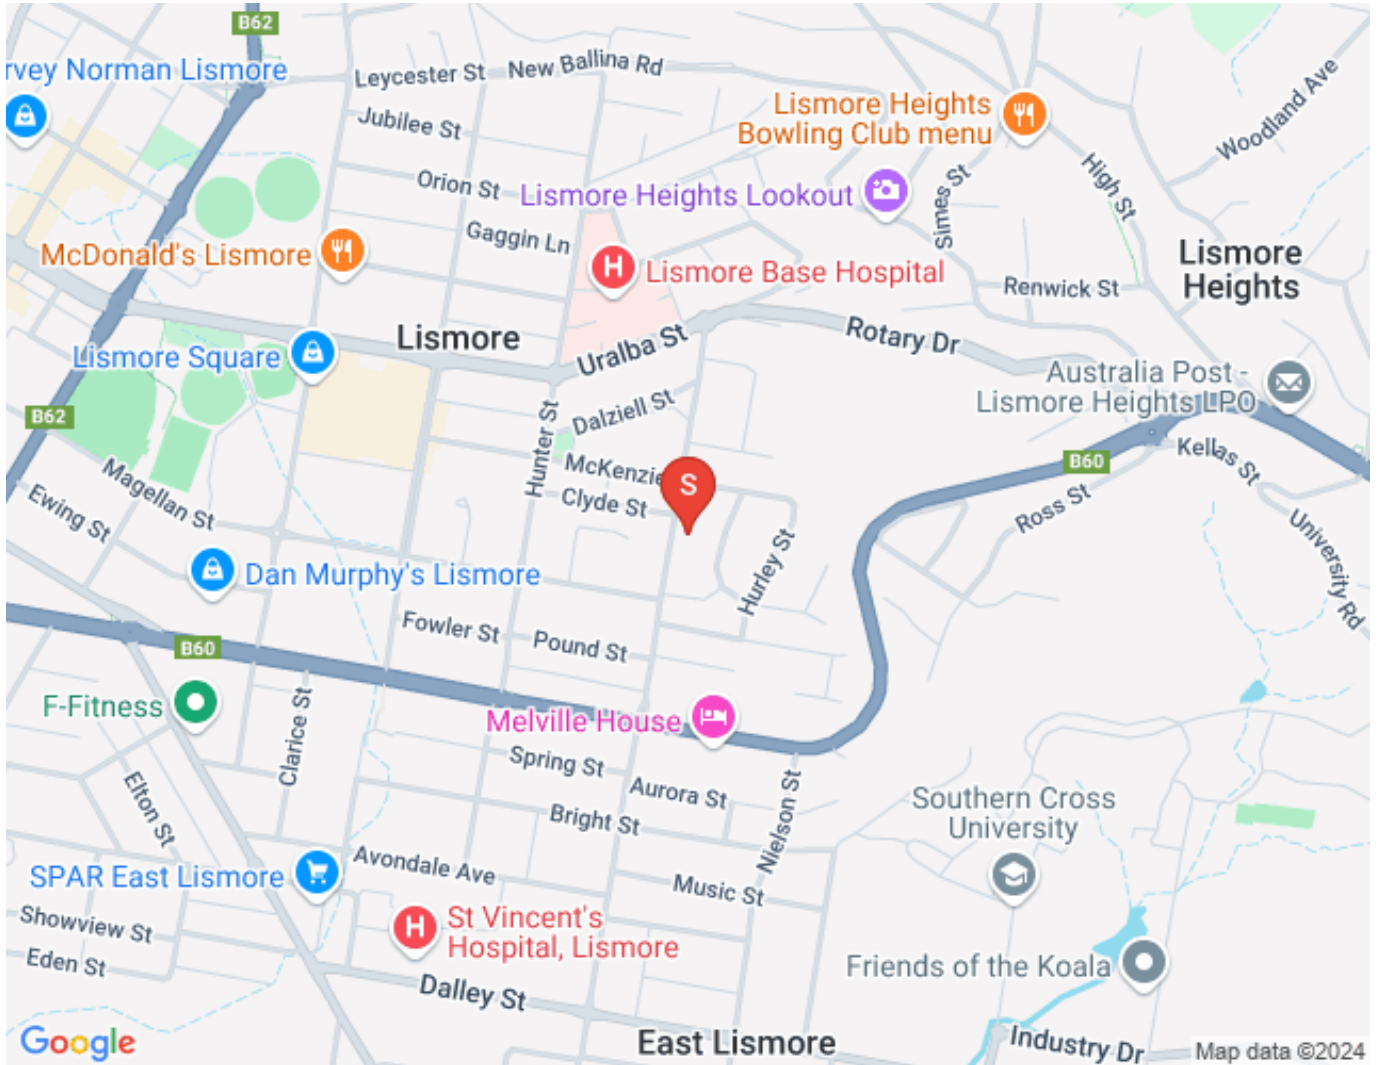 B62
rvey Norman Lismore
Leycester St
New Ballina Rd
Jubilee St
Lismore Heights
Bowling Club menu
Woodland Ave
Orion St
Lismore Heights Lookout
Simes St
High St
Gaggin Ln
McDonald's Lismore
Lismore Base Hospital
Lismore
Heights
Renwick St
Lismore
Uralba St
Rotary Dr
Lismore Square
Australia Post -
Lismore Heights LPO
B62
Dalziell St
Hunter St
McKenzie
S
B60
Kellas St
Magellan St
Ewing St
Clyde St
Ross St
University Rd
Hurley St
Dan Murphy's Lismore
Fowler St
Pound St
B60
F-Fitness
Melville House
Clarice St
Spring St
Aurora St
Elton St
Bright St
Nielson St
Southern Cross
University
Avondale Ave
SPAR East Lismore
Music St
Showview St
H
St Vincent's
Hospital, Lismore
Eden St
Friends of the Koala
Dalley St
Google
East Lismore
Industry Dr
Map data ©2024
H